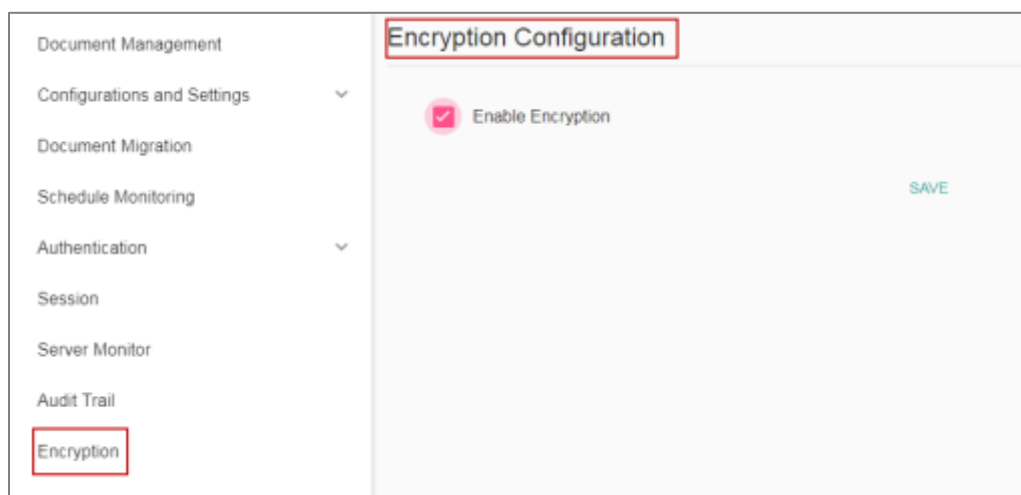 Document Management
Configurations and Settings
Document Migration
Schedule Monitoring
Authentication
Session
Server Monitor
Audit Trail
Encryption
Encryption Configuration
Enable Encryption
SAVE